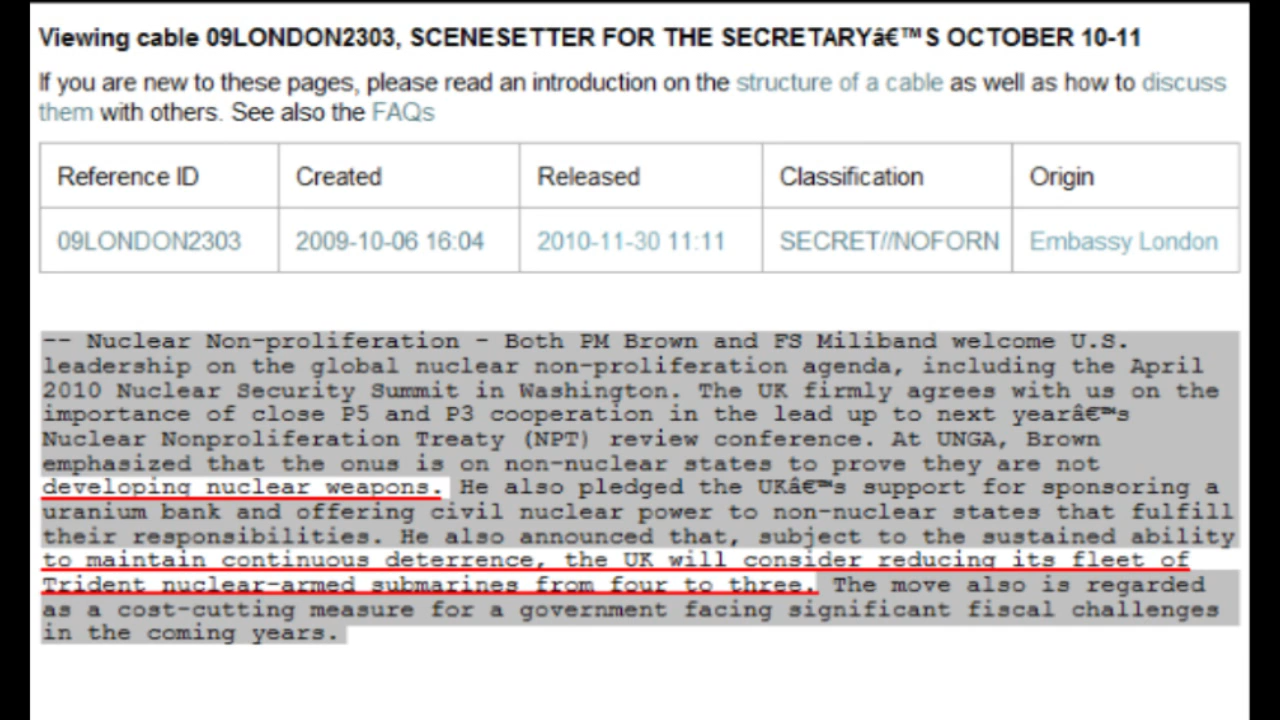 Viewing cable 09LONDON2303, SCENESETTER FOR THE SECRETARYâ€™S OCTOBER 10-11
If you are new to these pages, please read an introduction on the structure of a cable as well as how to discuss
them with others. See also the FAQs
Reference ID Created Released Classification Origin
09LONDON2303 2009-10-06 16:04 2010-11-30 11:11 SECRET//NOFORN Embassy London
-- Nuclear Non-proliferation - Both PM Brown and FS Miliband welcome U.S.
leadership on the global nuclear non-proliferation agenda, including the April
2010 Nuclear Security Summit in Washington. The UK firmly agrees with us on the
importance of close P5 and P3 cooperation in the lead up to next yearâ€™s
Nuclear Nonproliferation Treaty (NPT) review conference. At UNGA, Brown
emphasized that the onus is on non-nuclear states to prove they are not
developing nuclear weapons. He also pledged the UKâ€™s support for sponsoring a
uranium bank and offering civil nuclear power to non-nuclear states that fulfill
their responsibilities. He also announced that, subject to the sustained ability
to maintain continuous deterrence, the UK will consider reducing its fleet of
Trident nuclear-armed submarines from four to three. The move also is regarded
as a cost-cutting measure for a government facing significant fiscal challenges
in the coming years.